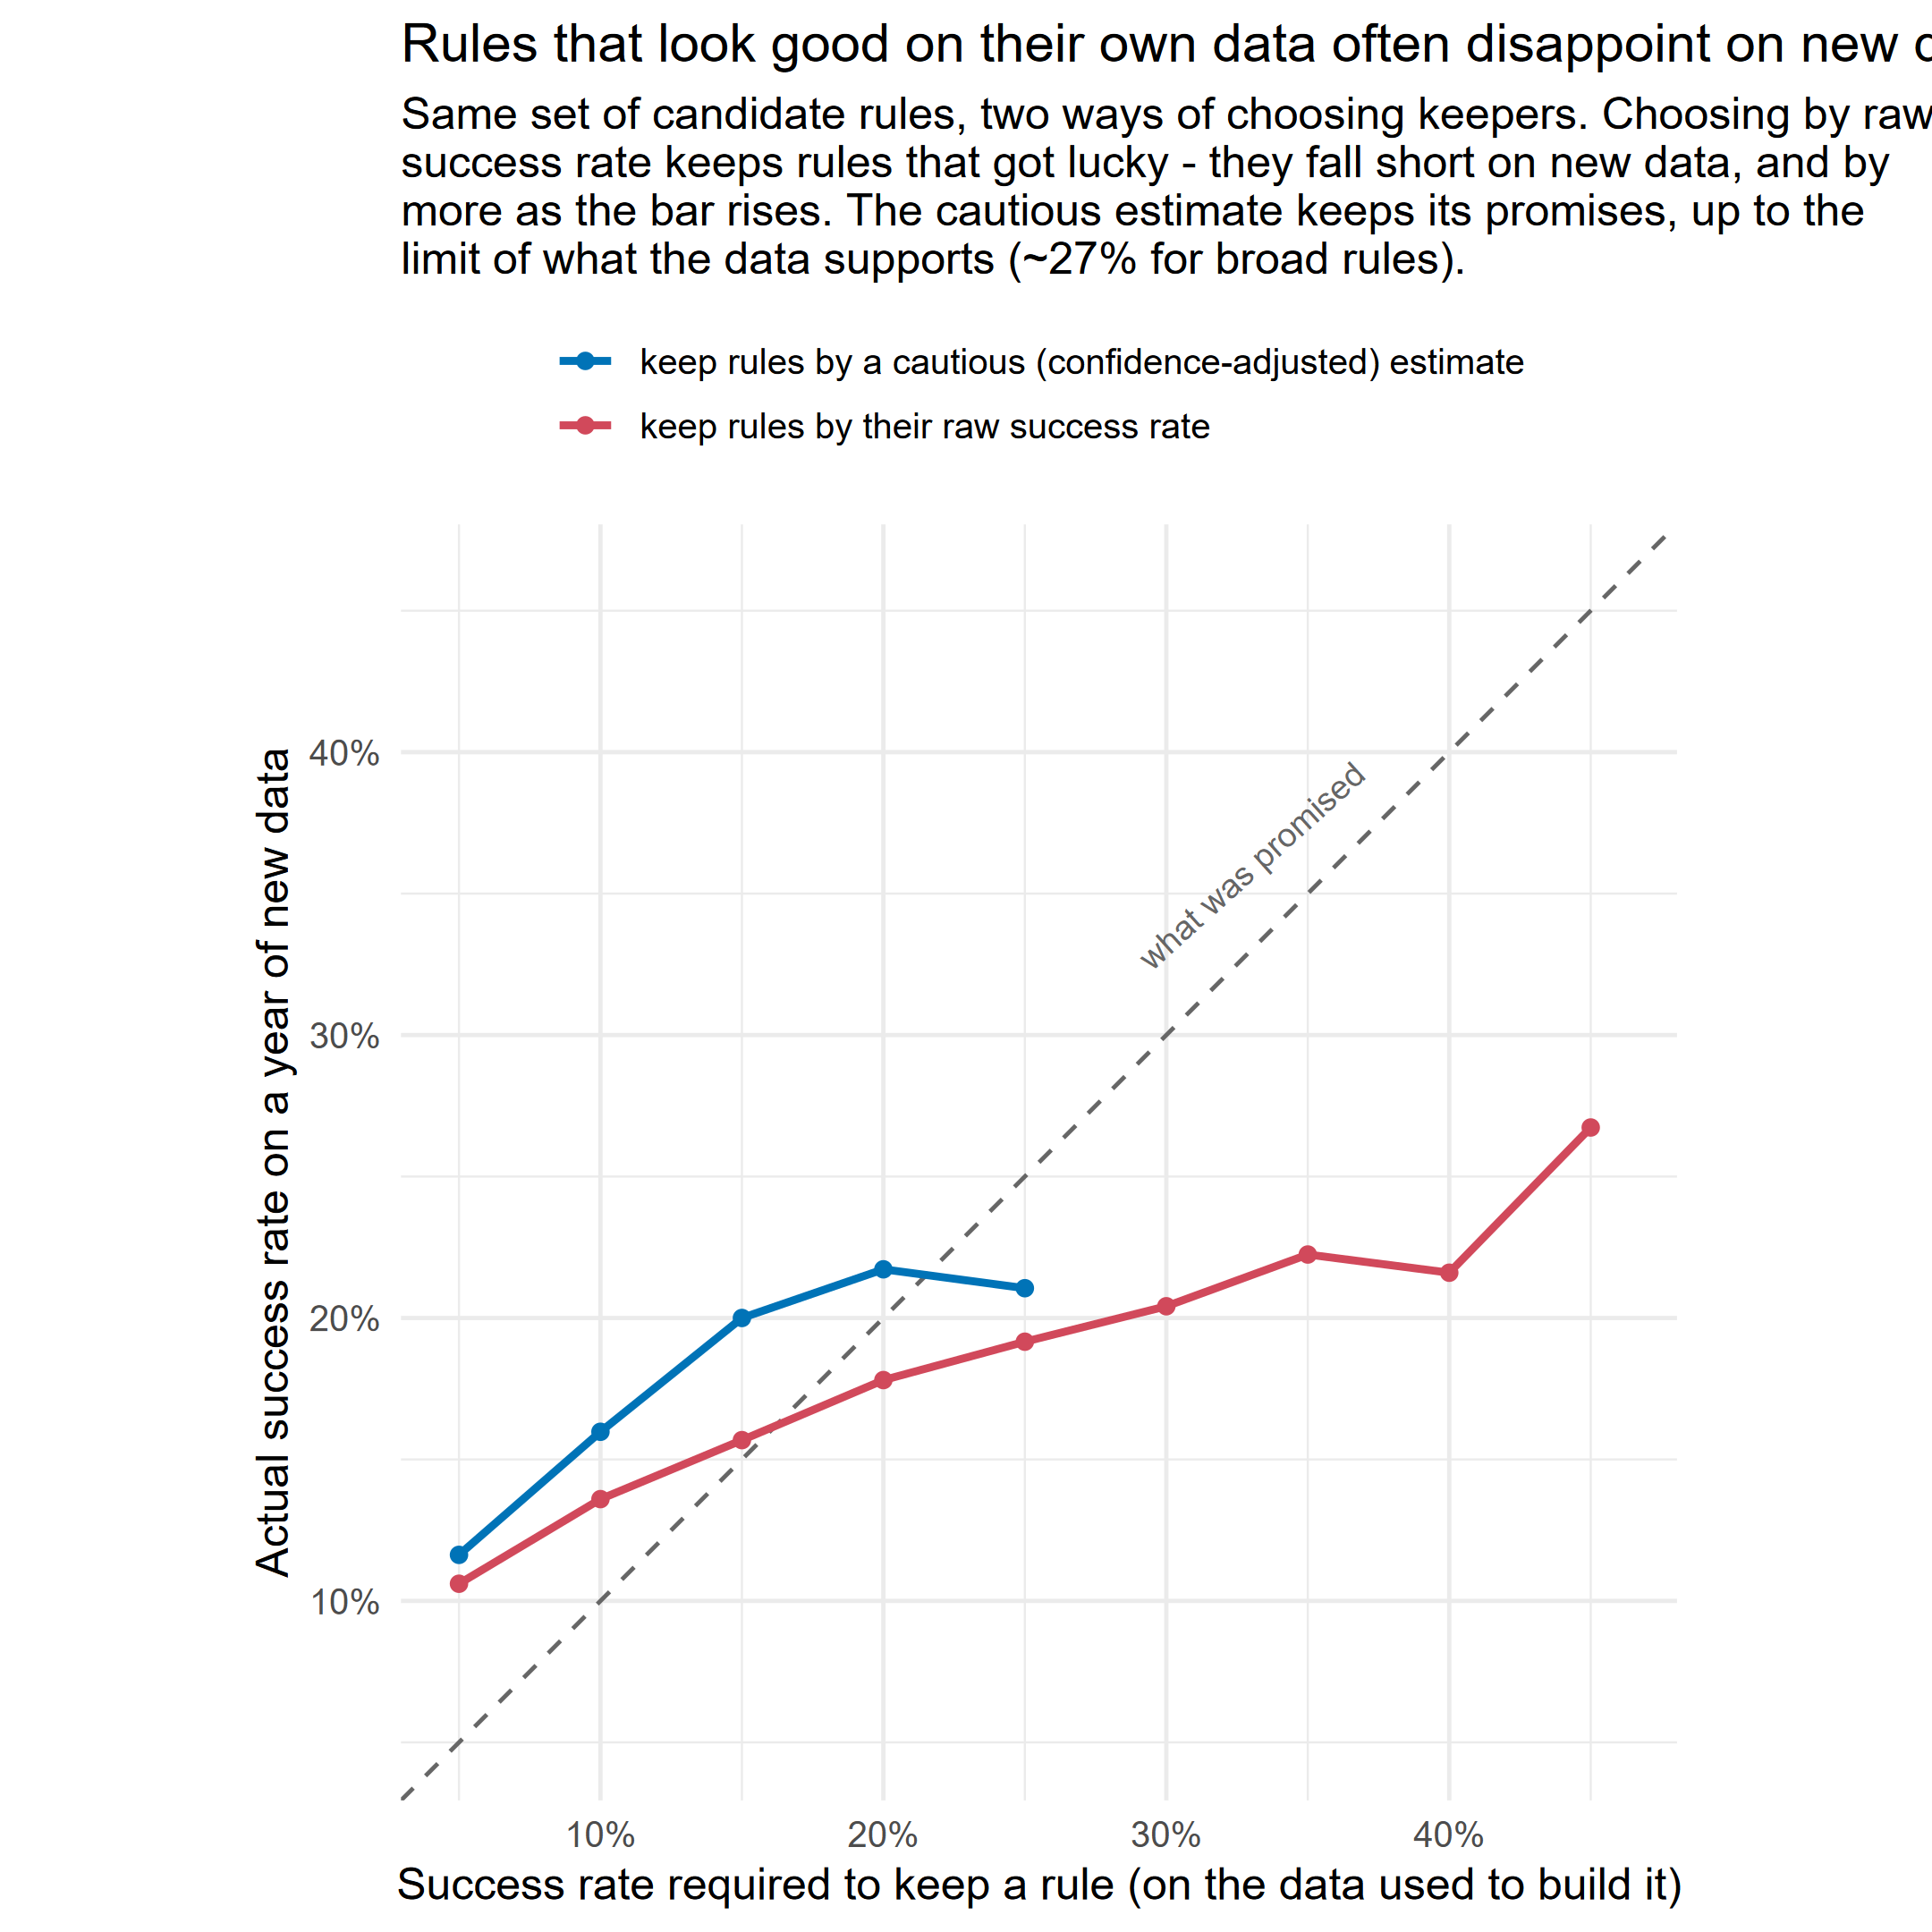 Rules that look good on their own data often disappoint on new
Same set of candidate rules, two ways of choosing keepers. Choosing by raw
success rate keeps rules that got lucky - they fall short on new data, and by
more as the bar rises. The cautious estimate keeps its promises, up to the
limit of what the data supports (~27% for broad rules).
keep rules by a cautious (confidence-adjusted) estimate
keep rules by their raw success rate
Actual success rate on a year of new data
40%
30%
20%
10%
what was promised
10%
20%
30%
40%
Success rate required to keep a rule (on the data used to build it)